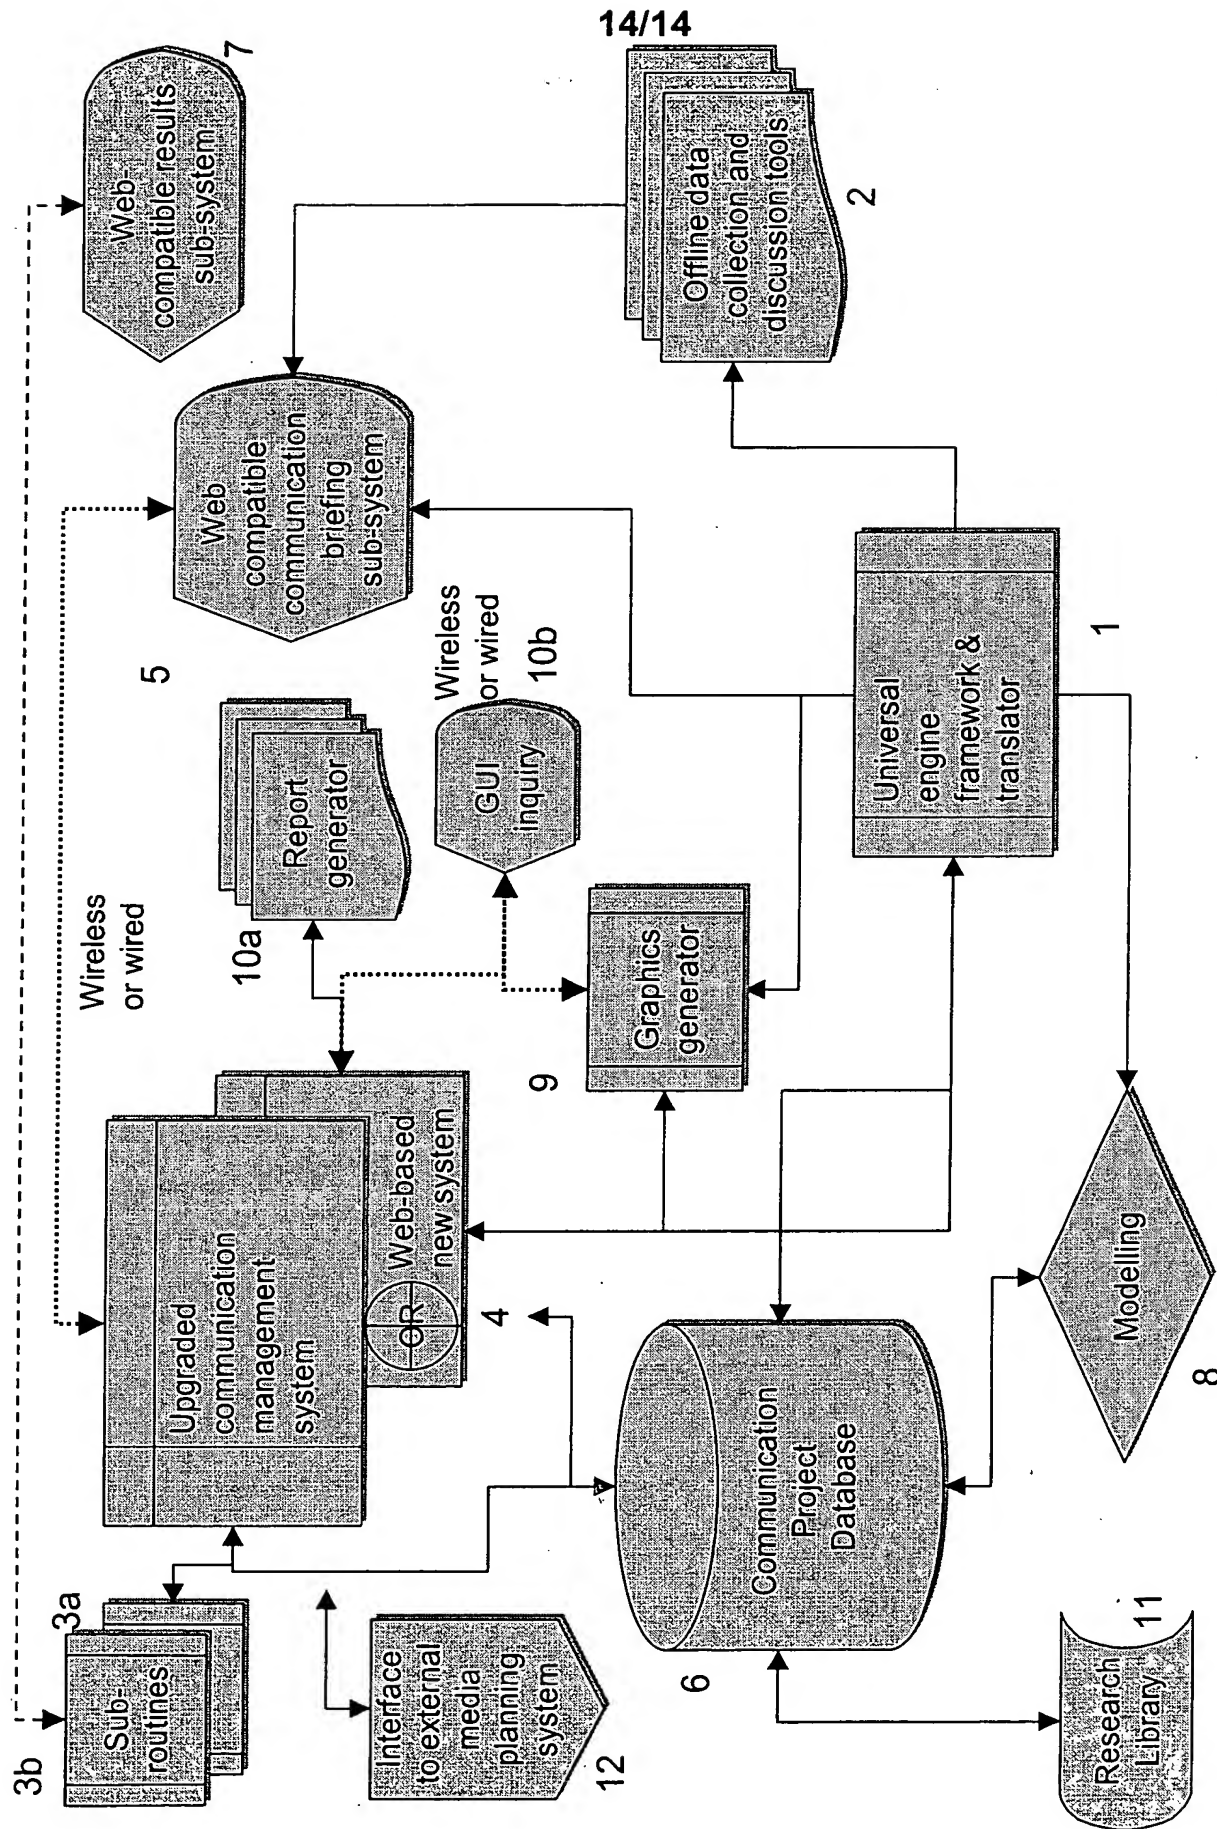 14/14
3b
3a
Sub-
routines
Upgraded
communication
management
system
OR
Web-based
new system
4
Wireless
or wired
10a
Report
generator
5
Web
compatible
communication
briefing
sub-system
Web-
compatible results
sub-system
7
Interface
to external
media
planning
system
12
9
Graphics
generator
GUI
inquiry
Wireless
or wired
10b
Offline data
collection and
discussion tools
2
6
Communication
Project
Database
Universal
engine
framework &
translator
1
Research
Library
11
Modelling
8